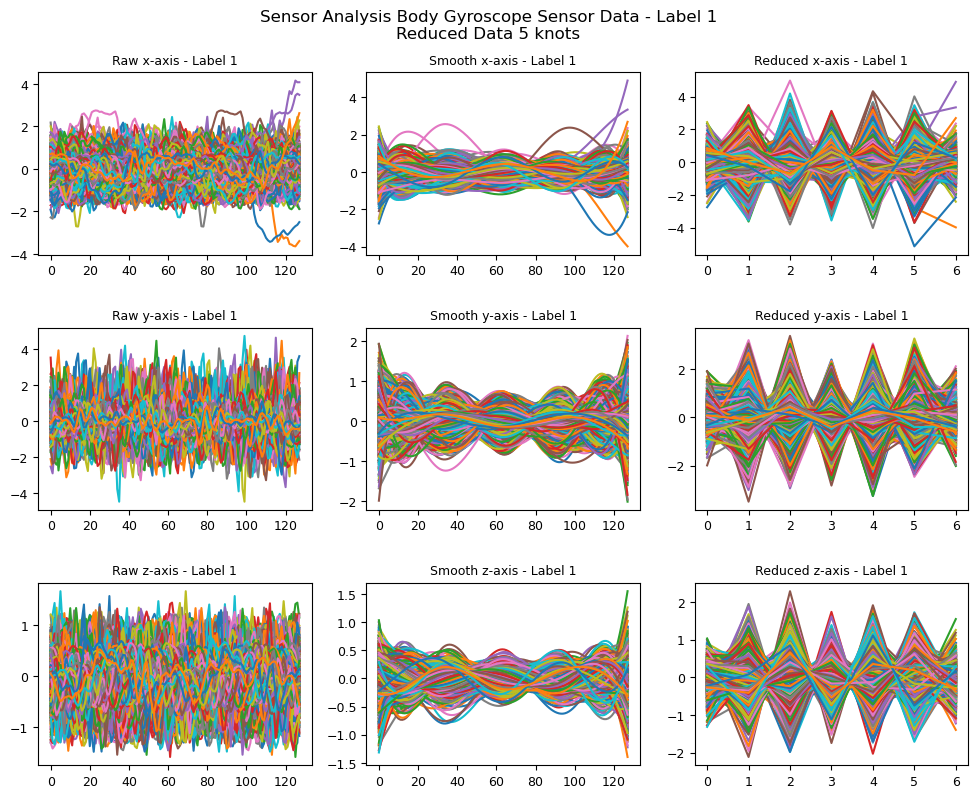 Sensor Analysis Body Gyroscope Sensor Data - Label 1
Reduced Data 5 knots
Raw x-axis - Label 1
Smooth x-axis - Label 1
Reduced x-axis - Label 1
4
2
0
−2
−4
0 20 40 60 80 100 120
4
2
0
−2
−4
0 20 40 60 80 100 120
4
2
0
−2
−4
0 1 2 3 4 5 6
Raw y-axis - Label 1
Smooth y-axis - Label 1
Reduced y-axis - Label 1
4
2
0
−2
−4
0 20 40 60 80 100 120
2
1
0
−1
−2
0 20 40 60 80 100 120
2
0
−2
0 1 2 3 4 5 6
Raw z-axis - Label 1
Smooth z-axis - Label 1
Reduced z-axis - Label 1
1
0
−1
0 20 40 60 80 100 120
1.5
1.0
0.5
0.0
−0.5
−1.0
−1.5
0 20 40 60 80 100 120
2
1
0
−1
−2
0 1 2 3 4 5 6